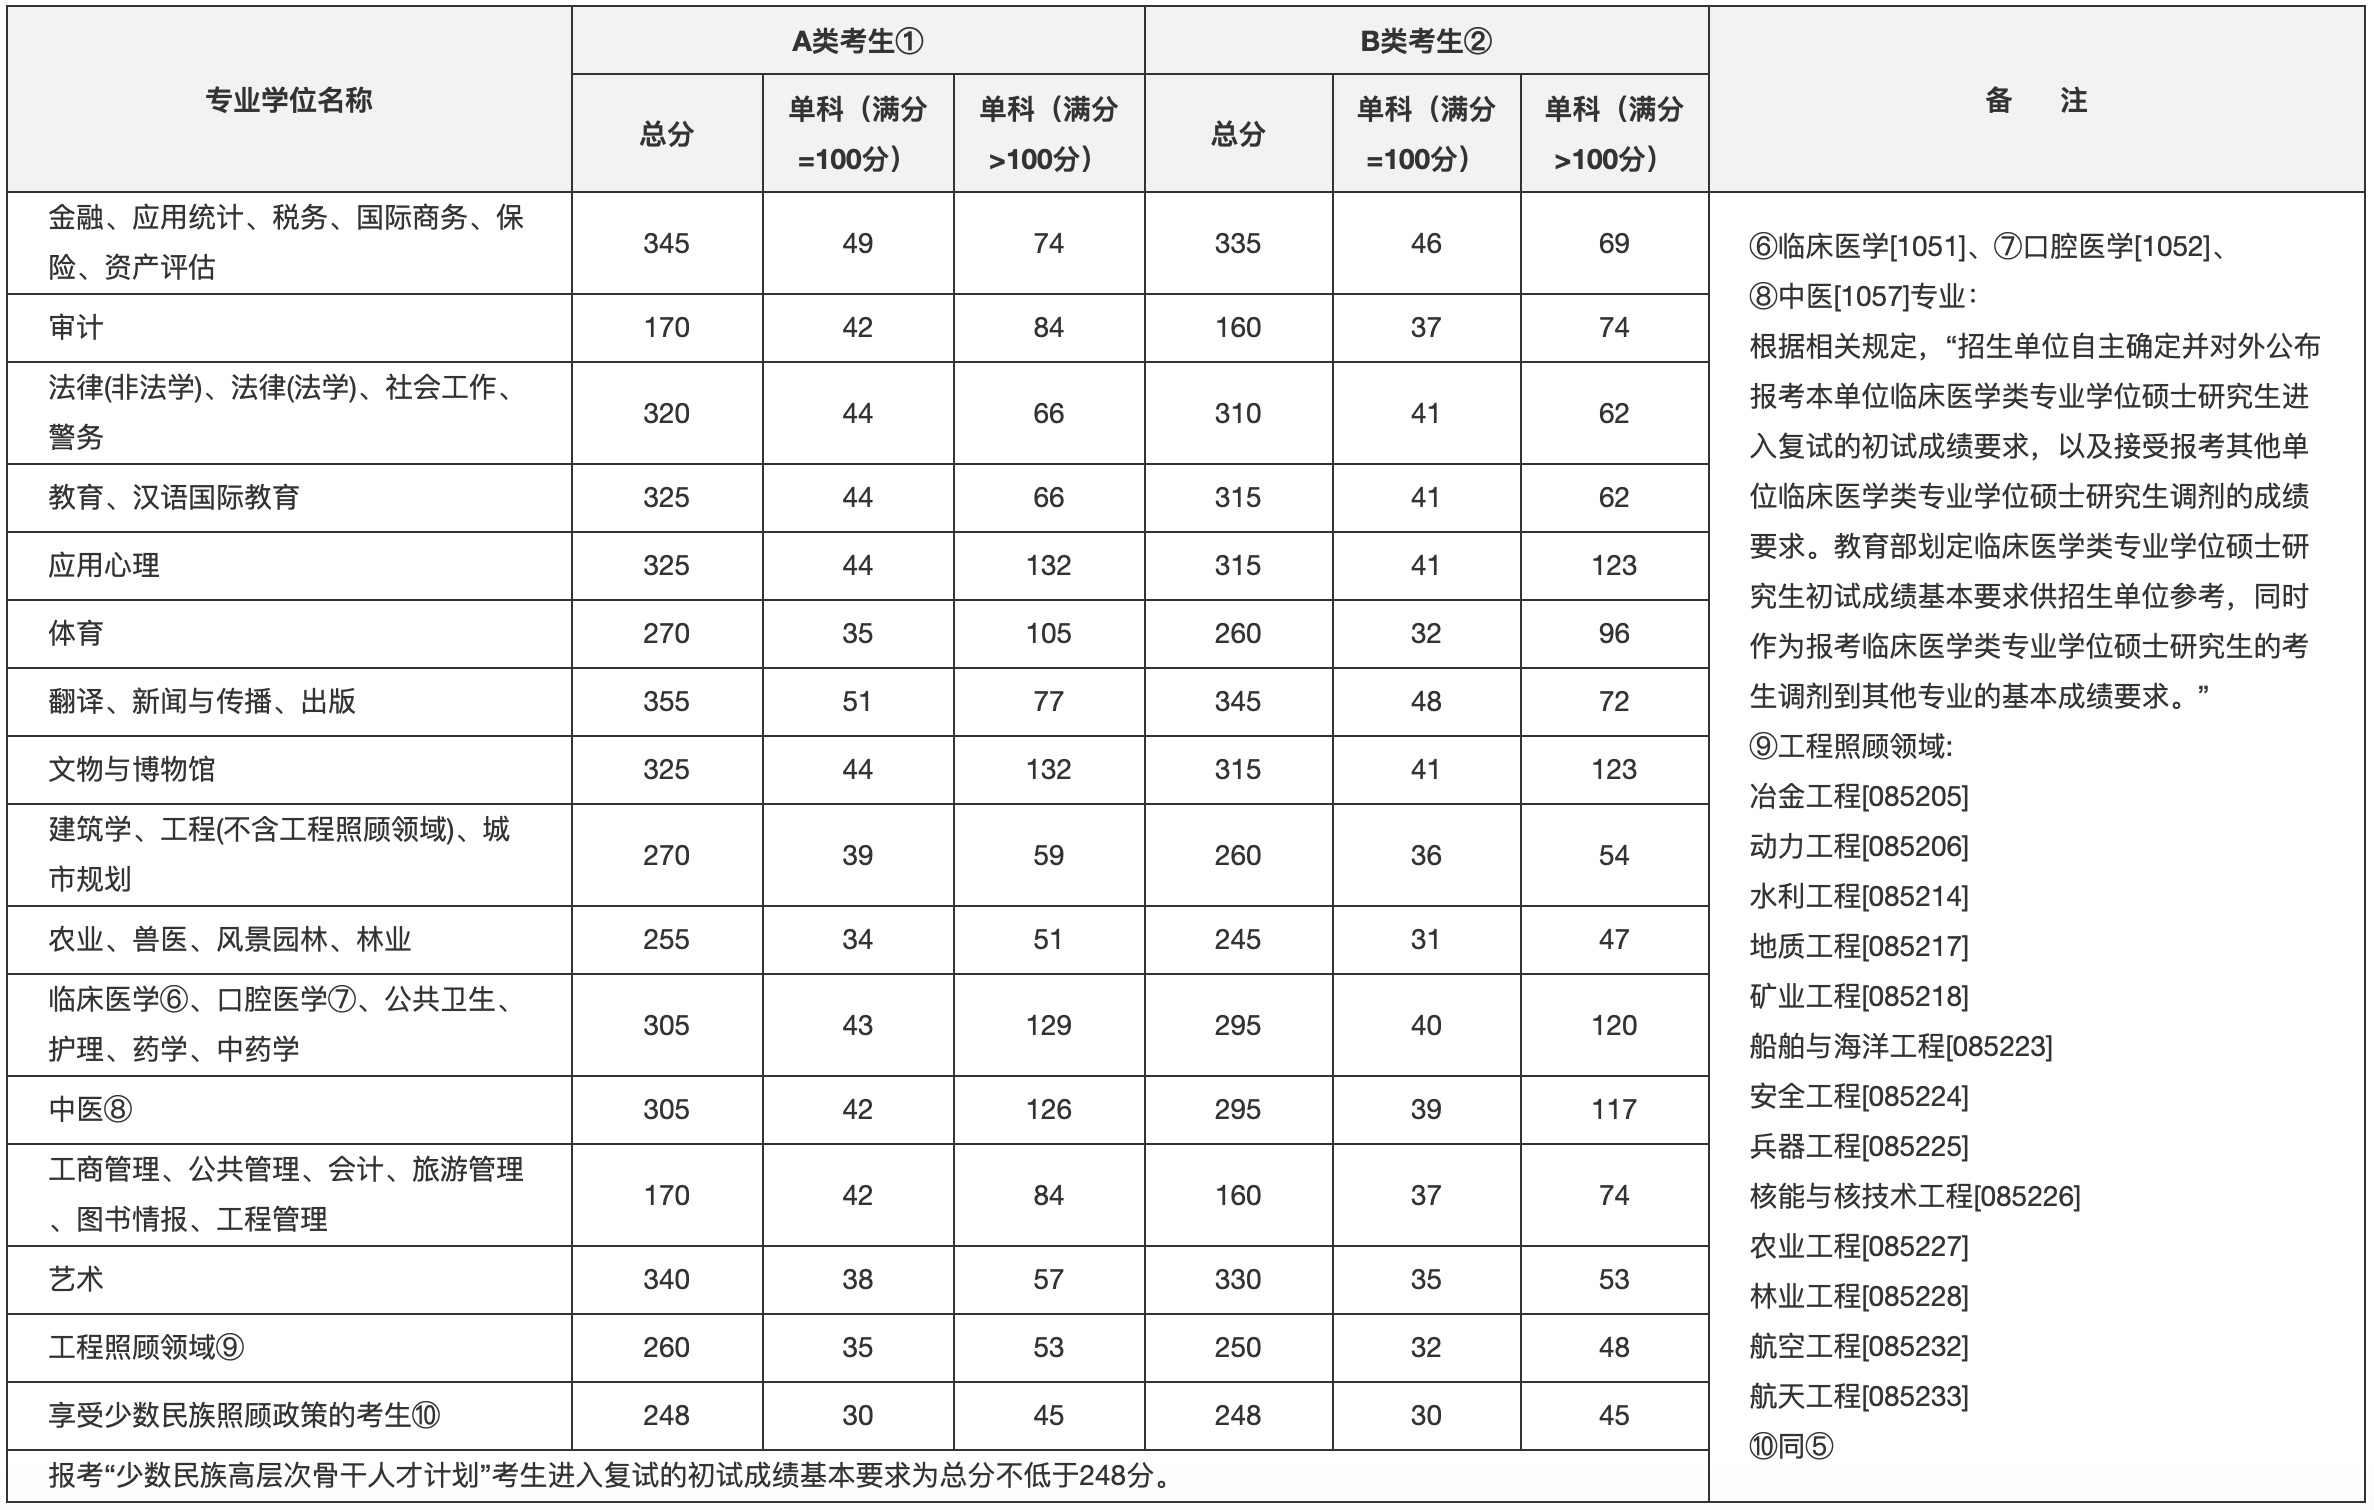 专业学位名称
A类考生①
B类考生②
备 注
总分
单科（满分
=100分）
单科（满分
>100分）
总分
单科（满分
=100分）
单科（满分
>100分）
金融、应用统计、税务、国际商务、保
险、资产评估
345 49 74 335 46 69
审计 170 42 84 160 37 74
法律(非法学)、法律(法学)、社会工作、
警务
320 44 66 310 41 62
教育、汉语国际教育 325 44 66 315 41 62
应用心理 325 44 132 315 41 123
体育 270 35 105 260 32 96
翻译、新闻与传播、出版 355 51 77 345 48 72
文物与博物馆 325 44 132 315 41 123
建筑学、工程(不含工程照顾领域)、城
市规划
270 39 59 260 36 54
农业、兽医、风景园林、林业 255 34 51 245 31 47
临床医学⑥、口腔医学⑦、公共卫生、
护理、药学、中药学
305 43 129 295 40 120
中医⑧ 305 42 126 295 39 117
工商管理、公共管理、会计、旅游管理
、图书情报、工程管理
170 42 84 160 37 74
艺术 340 38 57 330 35 53
工程照顾领域⑨ 260 35 53 250 32 48
享受少数民族照顾政策的考生⑩ 248 30 45 248 30 45
报考“少数民族高层次骨干人才计划”考生进入复试的初试成绩基本要求为总分不低于248分。
⑥临床医学[1051]、⑦口腔医学[1052]、
⑧中医[1057]专业：
根据相关规定，“招生单位自主确定并对外公布
报考本单位临床医学类专业学位硕士研究生进
入复试的初试成绩要求，以及接受报考其他单
位临床医学类专业学位硕士研究生调剂的成绩
要求。教育部划定临床医学类专业学位硕士研
究生初试成绩基本要求供招生单位参考，同时
作为报考临床医学类专业学位硕士研究生的考
生调剂到其他专业的基本成绩要求。”
⑨工程照顾领域:
冶金工程[085205]
动力工程[085206]
水利工程[085214]
地质工程[085217]
矿业工程[085218]
船舶与海洋工程[085223]
安全工程[085224]
兵器工程[085225]
核能与核技术工程[085226]
农业工程[085227]
林业工程[085228]
航空工程[085232]
航天工程[085233]
⑩同⑤